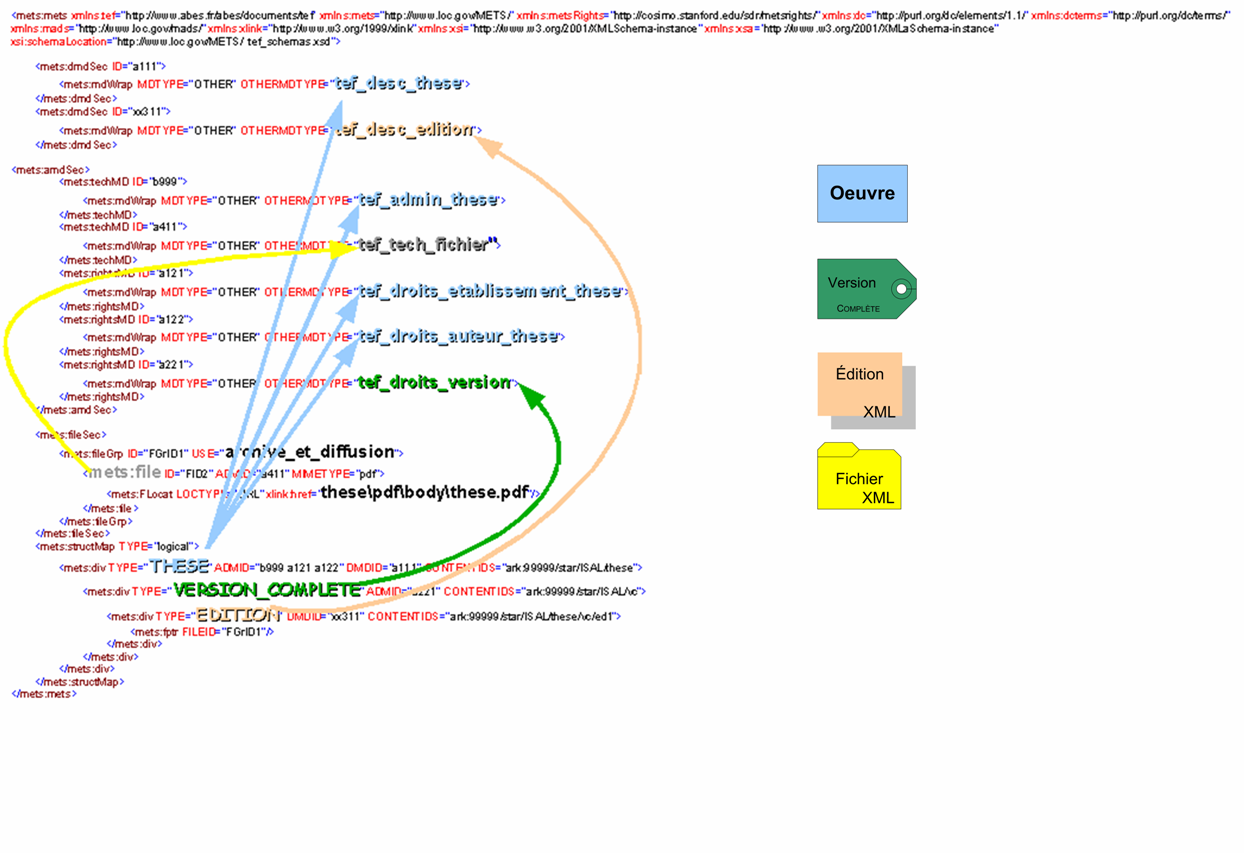 <mets:mets xmlns:tef="http://www.abes.fr/abes/documents/tef" xmlns:mets="http://www.loc.gov/METS/" xmlns:metsRights="http://cosimo.stanford.edu/sdr/metsrights/" xmlns:dc="http://purl.org/dc/elements/1.1/" xmlns:dcterms="http://purl.org/dc/terms/"
xmlns:mads="http://www.loc.gov/mads/" xmlns:xlink="http://www.w3.org/1999/xlink" xmlns:xsi="http://www.w3.org/2001/XMLSchema-instance" xmlns:xsa="http://www.w3.org/2001/XMLaSchema-instance"
xsi:schemaLocation="http://www.loc.gov/METS/ tef_schemas.xsd">
<mets:dmdSec ID="a111">
<mets:mdWrap MDTYPE="OTHER" OTHERMDTYPE="tef_desc_these">
</mets:dmdSec>
<mets:dmdSec ID="xx311">
<mets:mdWrap MDTYPE="OTHER" OTHERMDTYPE="tef_desc_edition">
</mets:dmdSec>
<mets:amdSec>
<mets:techMD ID="b999">
<mets:mdWrap MDTYPE="OTHER" OTHERMDTYPE="tef_admin_these">
</mets:techMD>
<mets:techMD ID="a411">
<mets:mdWrap MDTYPE="OTHER" OTHERMDTYPE="tef_tech_fichier">
</mets:techMD>
<mets:rightsMD ID="a121">
<mets:mdWrap MDTYPE="OTHER" OTHERMDTYPE="tef_droits_etablissement_these">
</mets:rightsMD>
<mets:rightsMD ID="a122">
<mets:mdWrap MDTYPE="OTHER" OTHERMDTYPE="tef_droits_auteur_these">
</mets:rightsMD>
<mets:rightsMD ID="a221">
<mets:mdWrap MDTYPE="OTHER" OTHERMDTYPE="tef_droits_version">
</mets:rightsMD>
</mets:amdSec>
<mets:fileSec>
<mets:fileGrp ID="FGrID1" USE="archive_et_diffusion">
<mets:file ID="FID2" ADMID="a411" MIMETYPE="pdf">
<mets:FLocat LOCTYPE="URL" xlink:href="these\pdf\body\these.pdf"/>
</mets:file>
</mets:fileGrp>
</mets:fileSec>
<mets:structMap TYPE="logical">
<mets:div TYPE="THESE" ADMID="b999 a121 a122" DMDID="a111" CONTENTIDS="ark:99999/star/ISAL/these">
<mets:div TYPE="VERSION_COMPLETE" ADMID="a221" CONTENTIDS="ark:99999/star/ISAL/vc">
<mets:div TYPE="EDITION" DMDID="xx311" CONTENTIDS="ark:99999/star/ISAL/these/vc/ed1">
<mets:fptr FILEID="FGrID1"/>
</mets:div>
</mets:div>
</mets:div>
</mets:structMap>
</mets:mets>
Oeuvre
Version
COMPLÈTE
Édition
XML
Fichier
XML